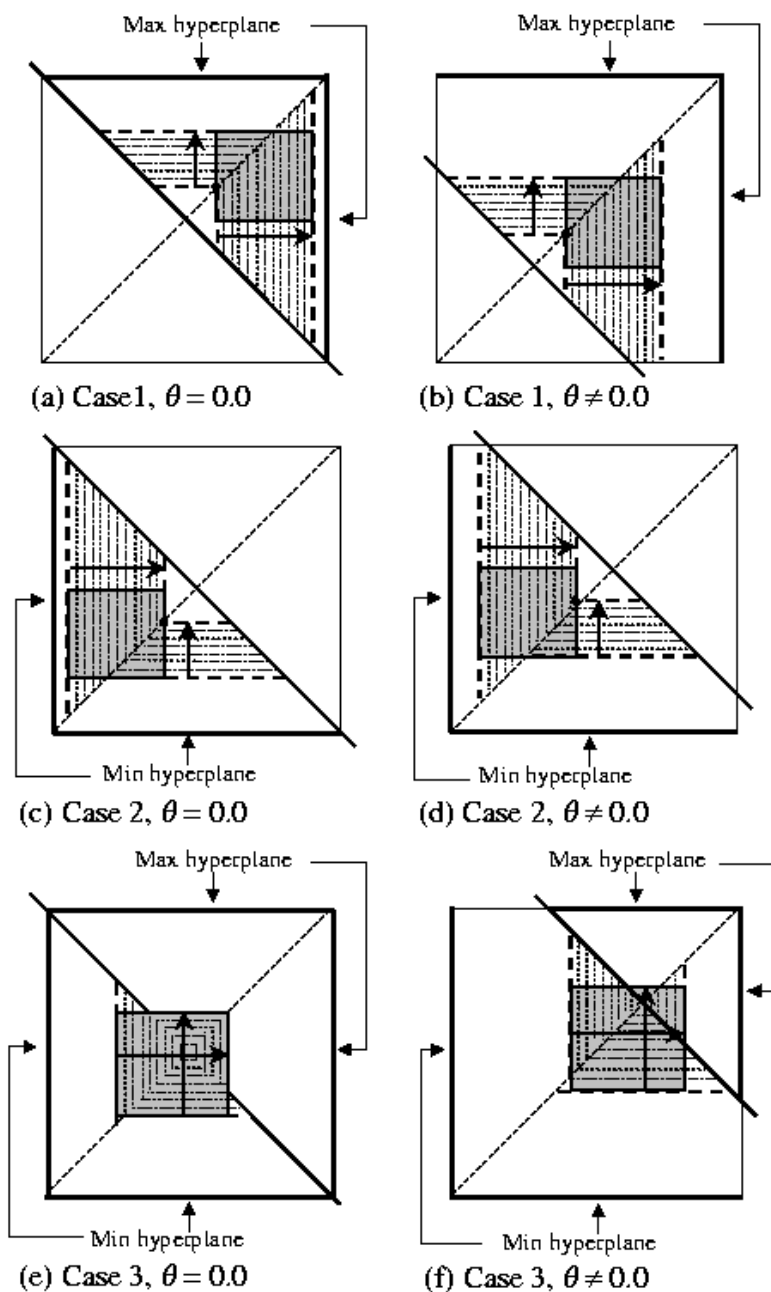 Max hyperplane
Max hyperplane
(a) Case1, θ = 0.0
(b) Case 1, θ ≠ 0.0
Min hyperplane
Min hyperplane
(c) Case 2, θ = 0.0
(d) Case 2, θ ≠ 0.0
Max hyperplane
Max hyperplane
Min hyperplane
Min hyperplane
(e) Case 3, θ = 0.0
(f) Case 3, θ ≠ 0.0